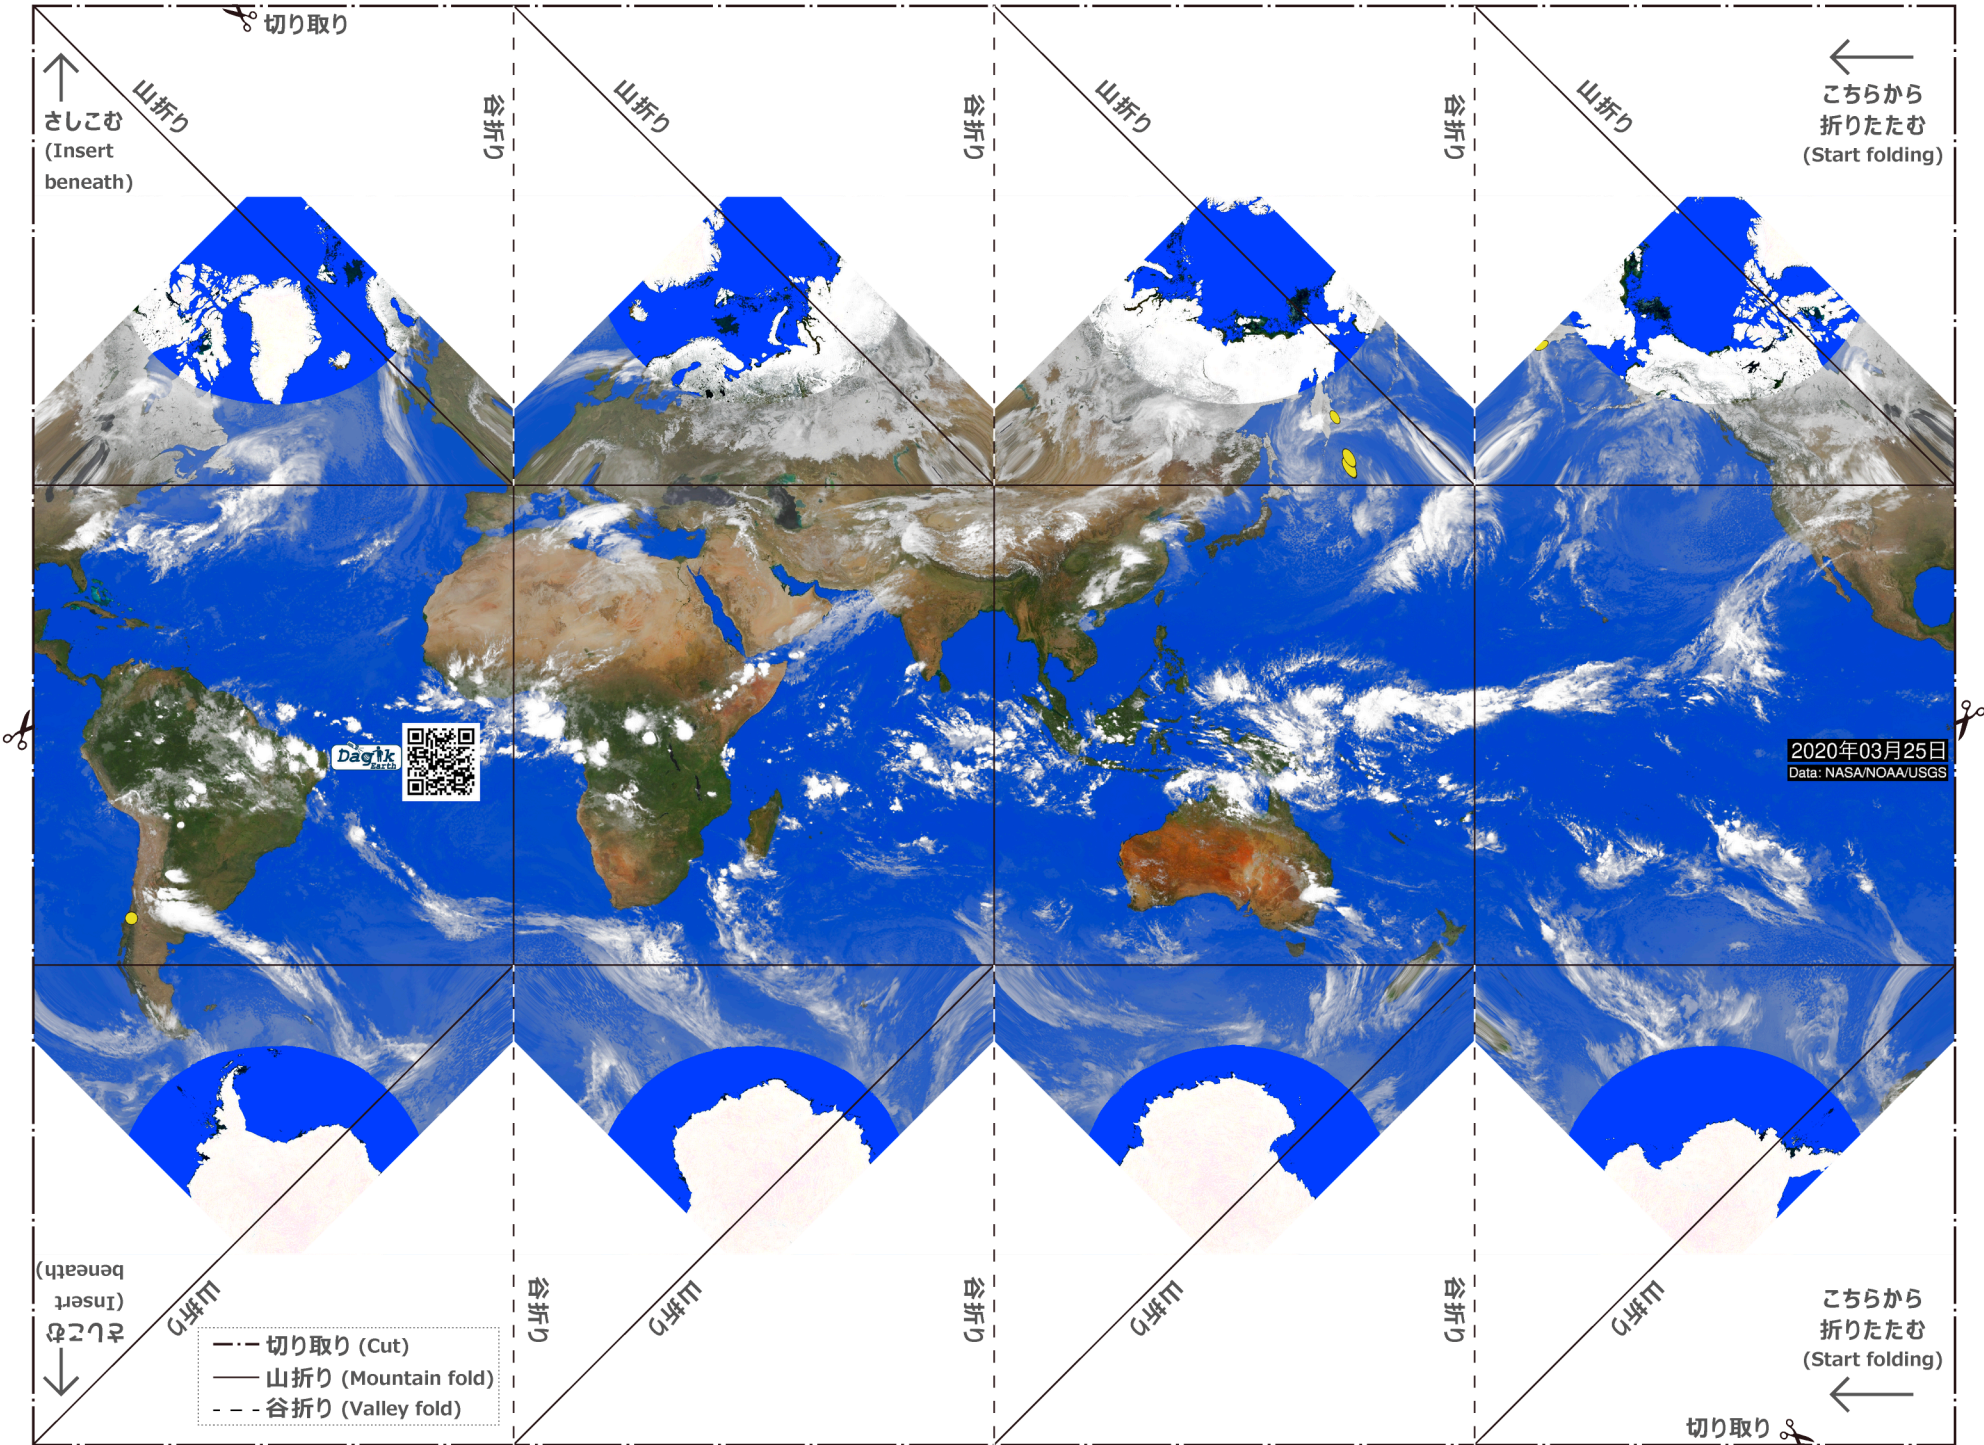 切り取り
さしこむ
(Insert
beneath)
山折り
谷折り
山折り
谷折り
山折り
谷折り
山折り
こちらから
折りたたむ
(Start folding)
Dagik
Earth
2020年03月25日
Data: NASA/NOAA/USGS
さしこむ
(Insert
beneath)
山折り
谷折り
山折り
谷折り
山折り
谷折り
山折り
こちらから
折りたたむ
(Start folding)
切り取り (Cut)
山折り (Mountain fold)
谷折り (Valley fold)
切り取り